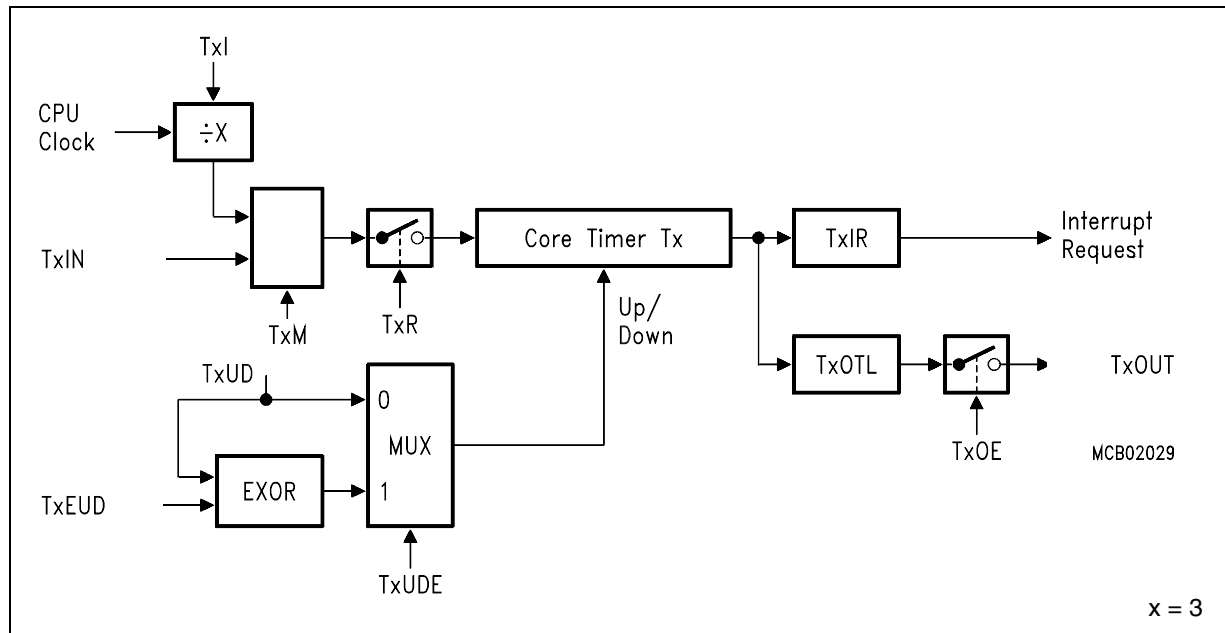 TxI
CPU
Clock
÷X
TxIN
TxM
TxR
Core Timer Tx
TxIR
Interrupt
Request
Up/
Down
TxUD
TxOTL
TxOUT
0
MUX
1
TxOE
MCB02029
EXOR
TxEUD
TxUDE
x = 3